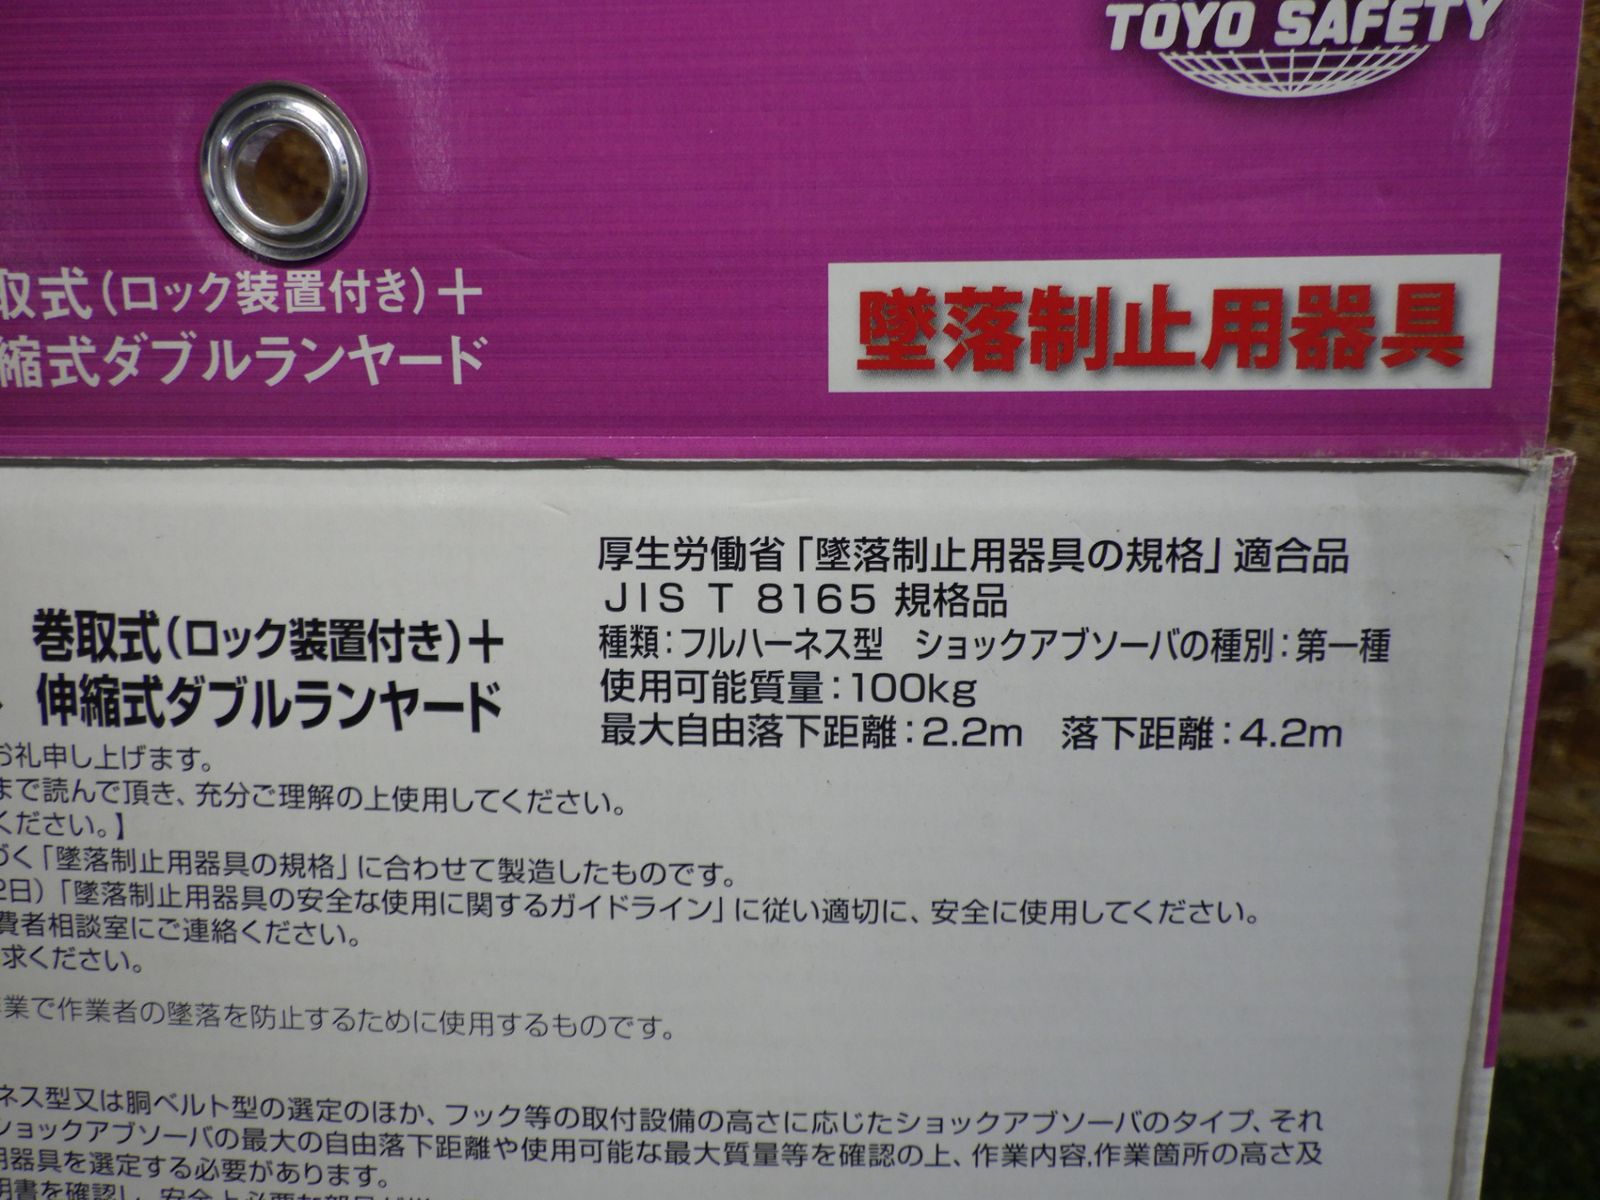 TOYO SAFETY
取式(ロック装置付き)＋
縮式ダブルランヤード
墜落制止用器具
厚生労働省「墜落制止用器具の規格」適合品
JIS T 8165 規格品
種類：フルハーネス型　ショックアブソーバの種別：第一種
使用可能質量：100kg
最大自由落下距離：2.2m　落下距離：4.2m
巻取式(ロック装置付き)＋
伸縮式ダブルランヤード
お礼申し上げます。
まで読んで頂き、充分ご理解の上使用してください。
ください。】
づく「墜落制止用器具の規格」に合わせて製造したものです。
2日)「墜落制止用器具の安全な使用に関するガイドライン」に従い適切に、安全に使用してください。
費者相談室にご連絡ください。
求ください。
業で作業者の墜落を防止するために使用するものです。
ネス型又は胴ベルト型の選定のほか、フック等の取付設備の高さに応じたショックアブソーバのタイプ、それ
ショックアブソーバの最大の自由落下距離や使用可能な最大質量等を確認の上、作業内容,作業箇所の高さ及
用器具を選定する必要があります。
明書を確認し、安全上必要な部品が